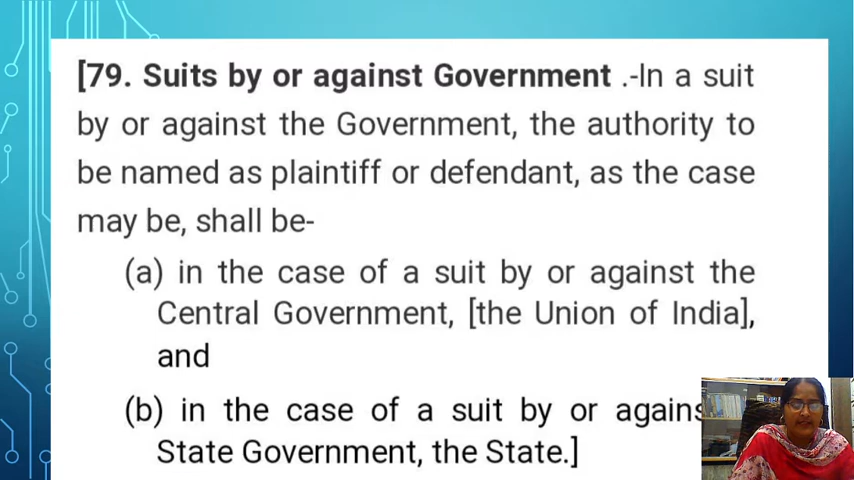 [79. Suits by or against Government .-In a suit
by or against the Government, the authority to
be named as plaintiff or defendant, as the case
may be, shall be-
(a) in the case of a suit by or against the
Central Government, [the Union of India],
and
(b) in the case of a suit by or agains
State Government, the State.]